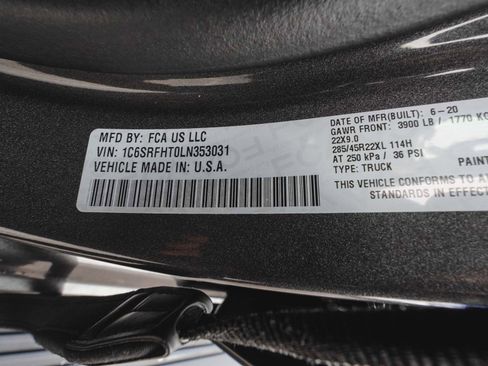 MFD BY: FCA US LLC
VIN: 1C6SRFHT0LN353031
VEHICLE MADE IN: U.S.A.
DATE OF MFR(BUILT): 6-20
GAWR FRONT: 3900 LB / 1770 KG
22X9.0
285/45R22XL 114H
AT 250 kPa / 36 PSI
TYPE: TRUCK
PAINT
THIS VEHICLE CONFORMS TO
STANDARDS IN EFFECT